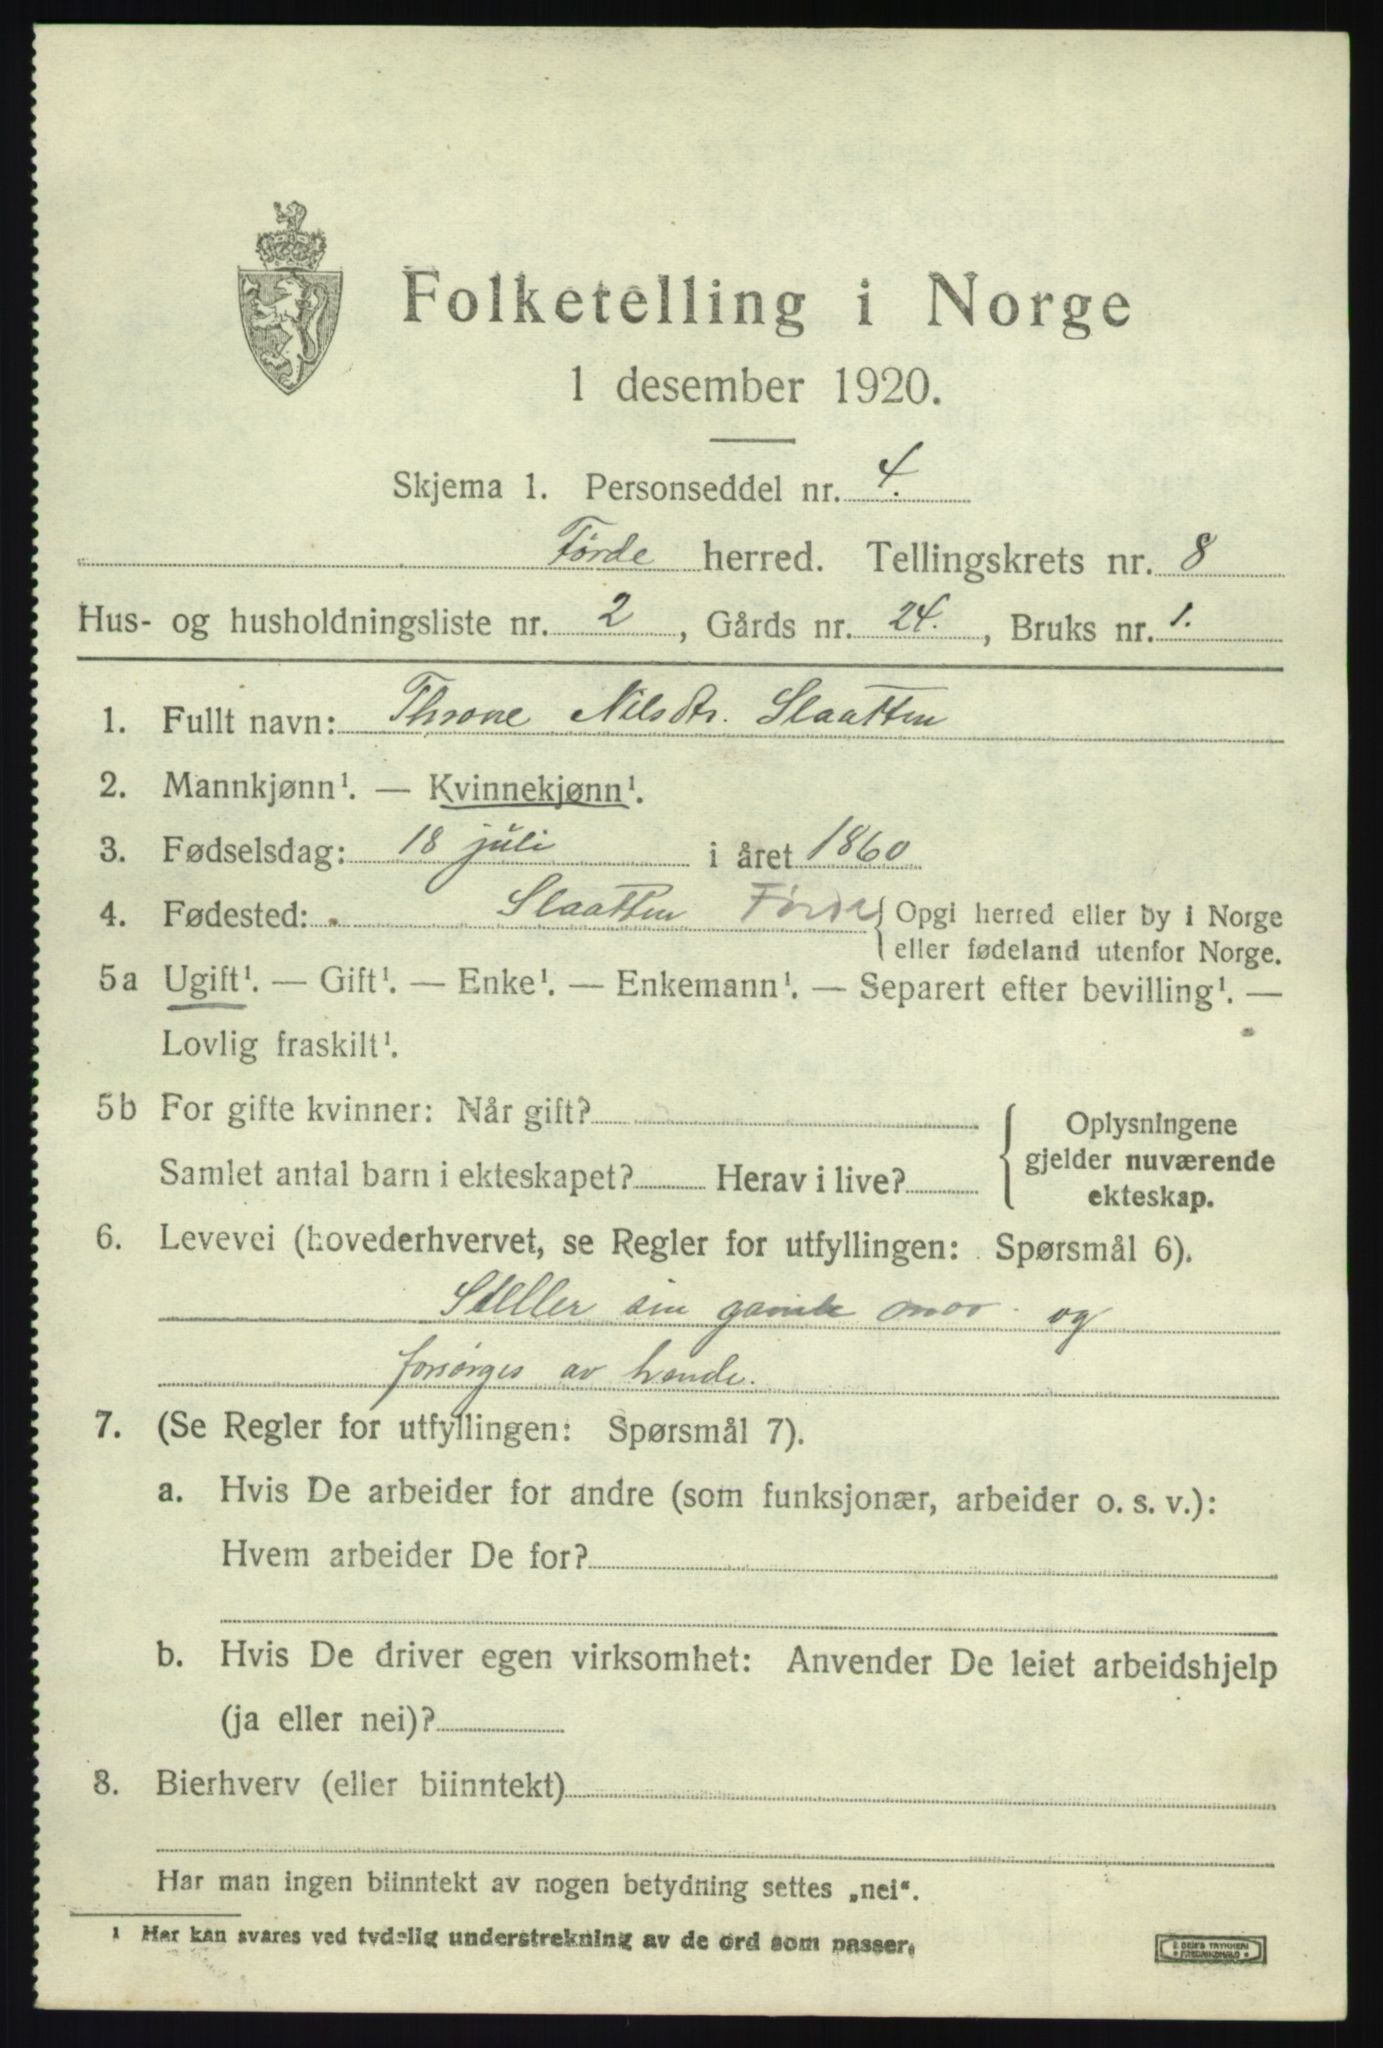 Folketelling i Norge
1 desember 1920.
Skjema 1. Personseddel nr. 4.
Førde herred. Tellingskrets nr. 8
Hus- og husholdningsliste nr. 2, Gårds nr. 24., Bruks nr. 1.
1. Fullt navn: Throne Nilsdtr. Slaatten
2. Mannkjønn¹. — Kvinnekjønn¹.
3. Fødselsdag: 18 juli i året 1860
4. Fødested: Slaatten Førde { Opgi herred eller by i Norge
eller fødeland utenfor Norge.
5a Ugift¹. — Gift¹. — Enke¹. — Enkemann¹. — Separert efter bevilling¹. —
Lovlig fraskilt¹.
5b For gifte kvinner: Når gift?
Samlet antal barn i ekteskapet? Herav i live?
{ Oplysningene
gjelder nuværende
ekteskap.
6. Levevei (hovederhvervet, se Regler for utfyllingen: Spørsmål 6).
Steller sin gamle mor og
forsørges av hende.
7. (Se Regler for utfyllingen: Spørsmål 7).
a. Hvis De arbeider for andre (som funksjonær, arbeider o. s. v.):
Hvem arbeider De for?
b. Hvis De driver egen virksomhet: Anvender De leiet arbeidshjelp
(ja eller nei)?
8. Bierhverv (eller biinntekt)
Har man ingen biinntekt av nogen betydning settes „nei“.
¹ Her kan svares ved tydelig understrekning av de ord som passer.